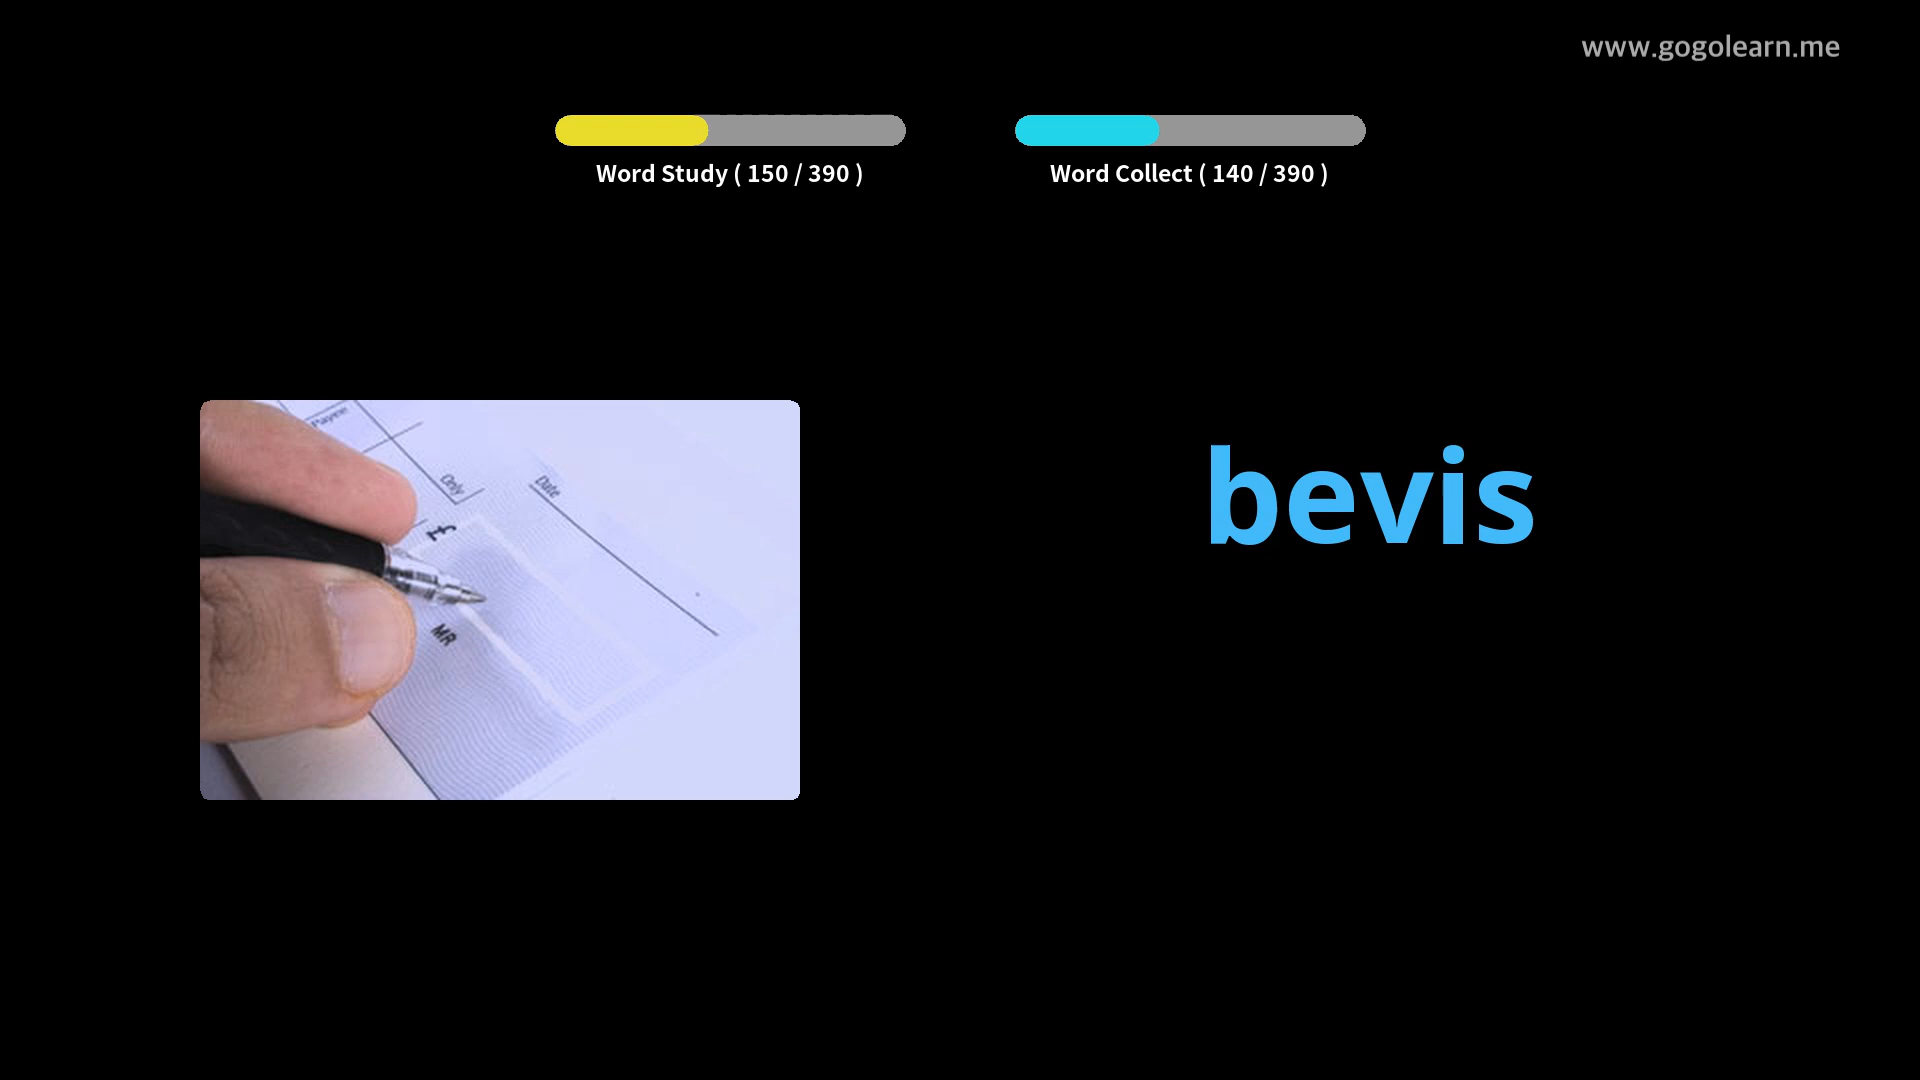 www.gogolearn.me
Word Study ( 150 / 390 )
Word Collect ( 140 / 390 )
bevis
Payee
Only
Date
£
MR